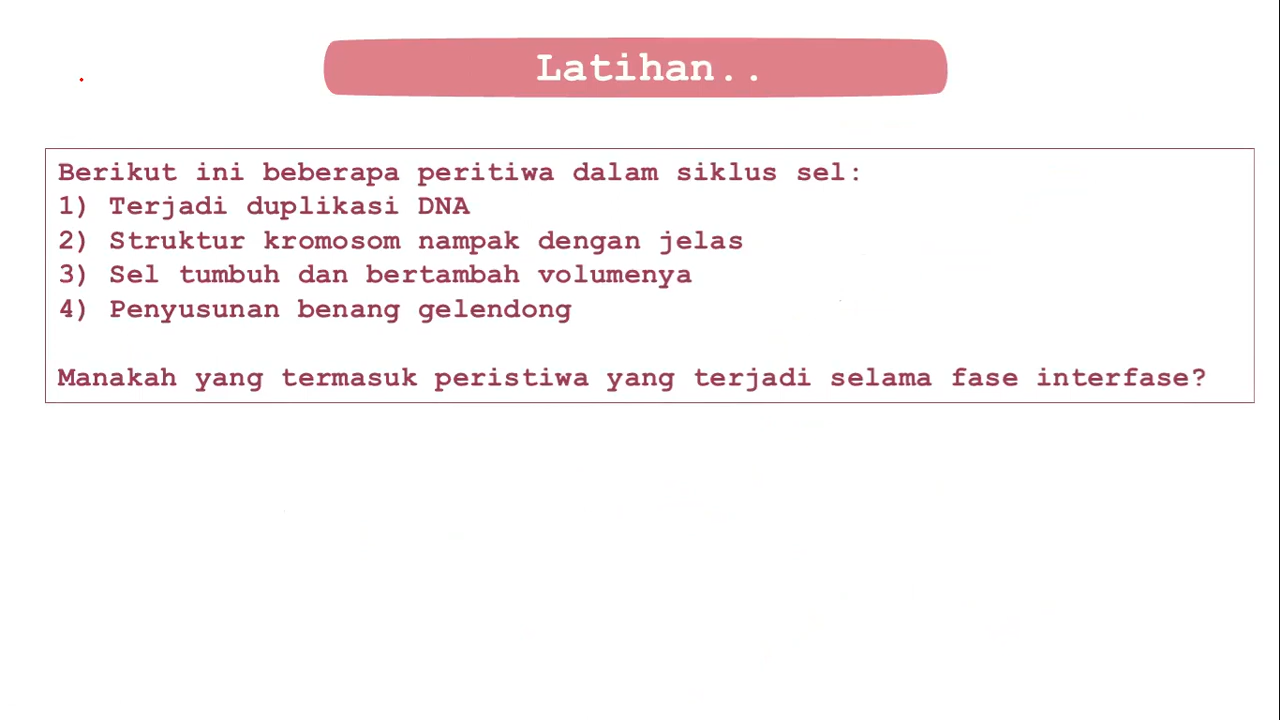 Latihan..
Berikut ini beberapa peritiwa dalam siklus sel:
1) Terjadi duplikasi DNA
2) Struktur kromosom nampak dengan jelas
3) Sel tumbuh dan bertambah volumenya
4) Penyusunan benang gelendong
Manakah yang termasuk peristiwa yang terjadi selama fase interfase?